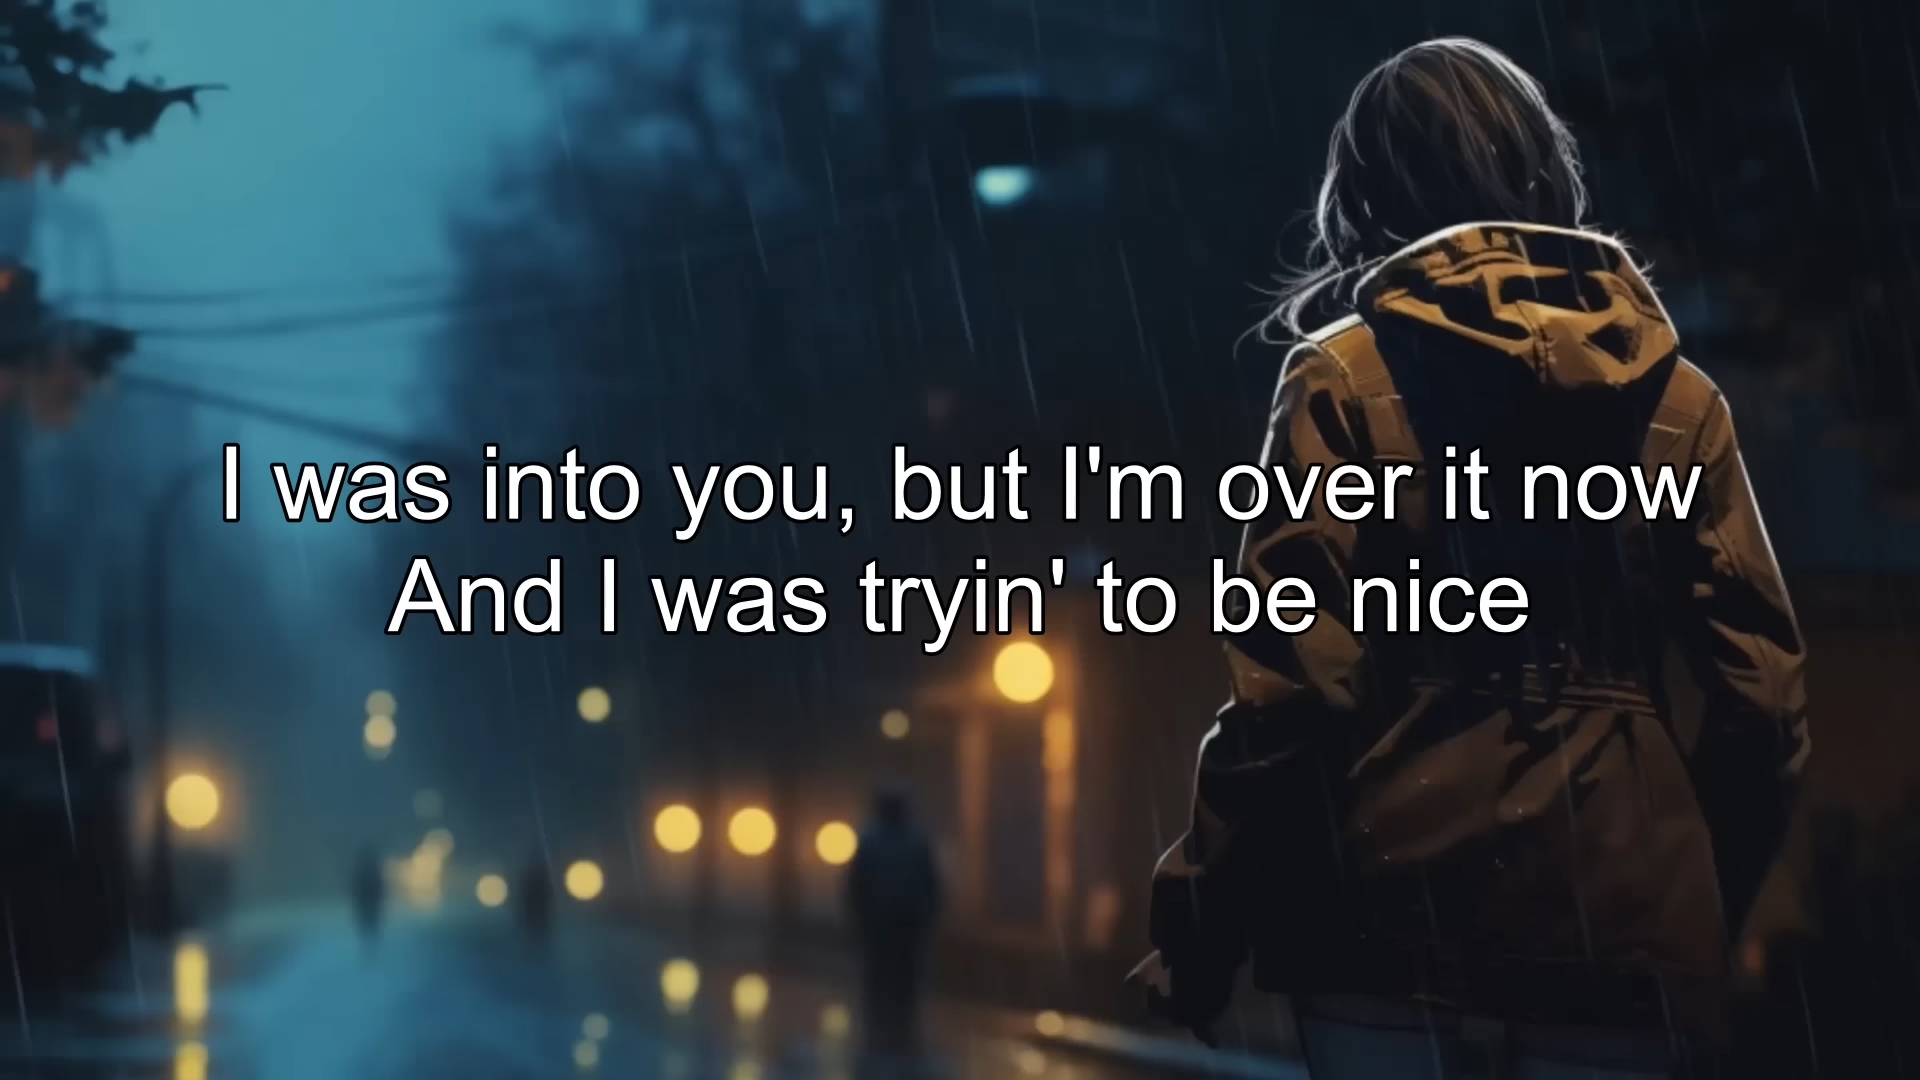 I was into you, but I'm over it now
And I was tryin' to be nice